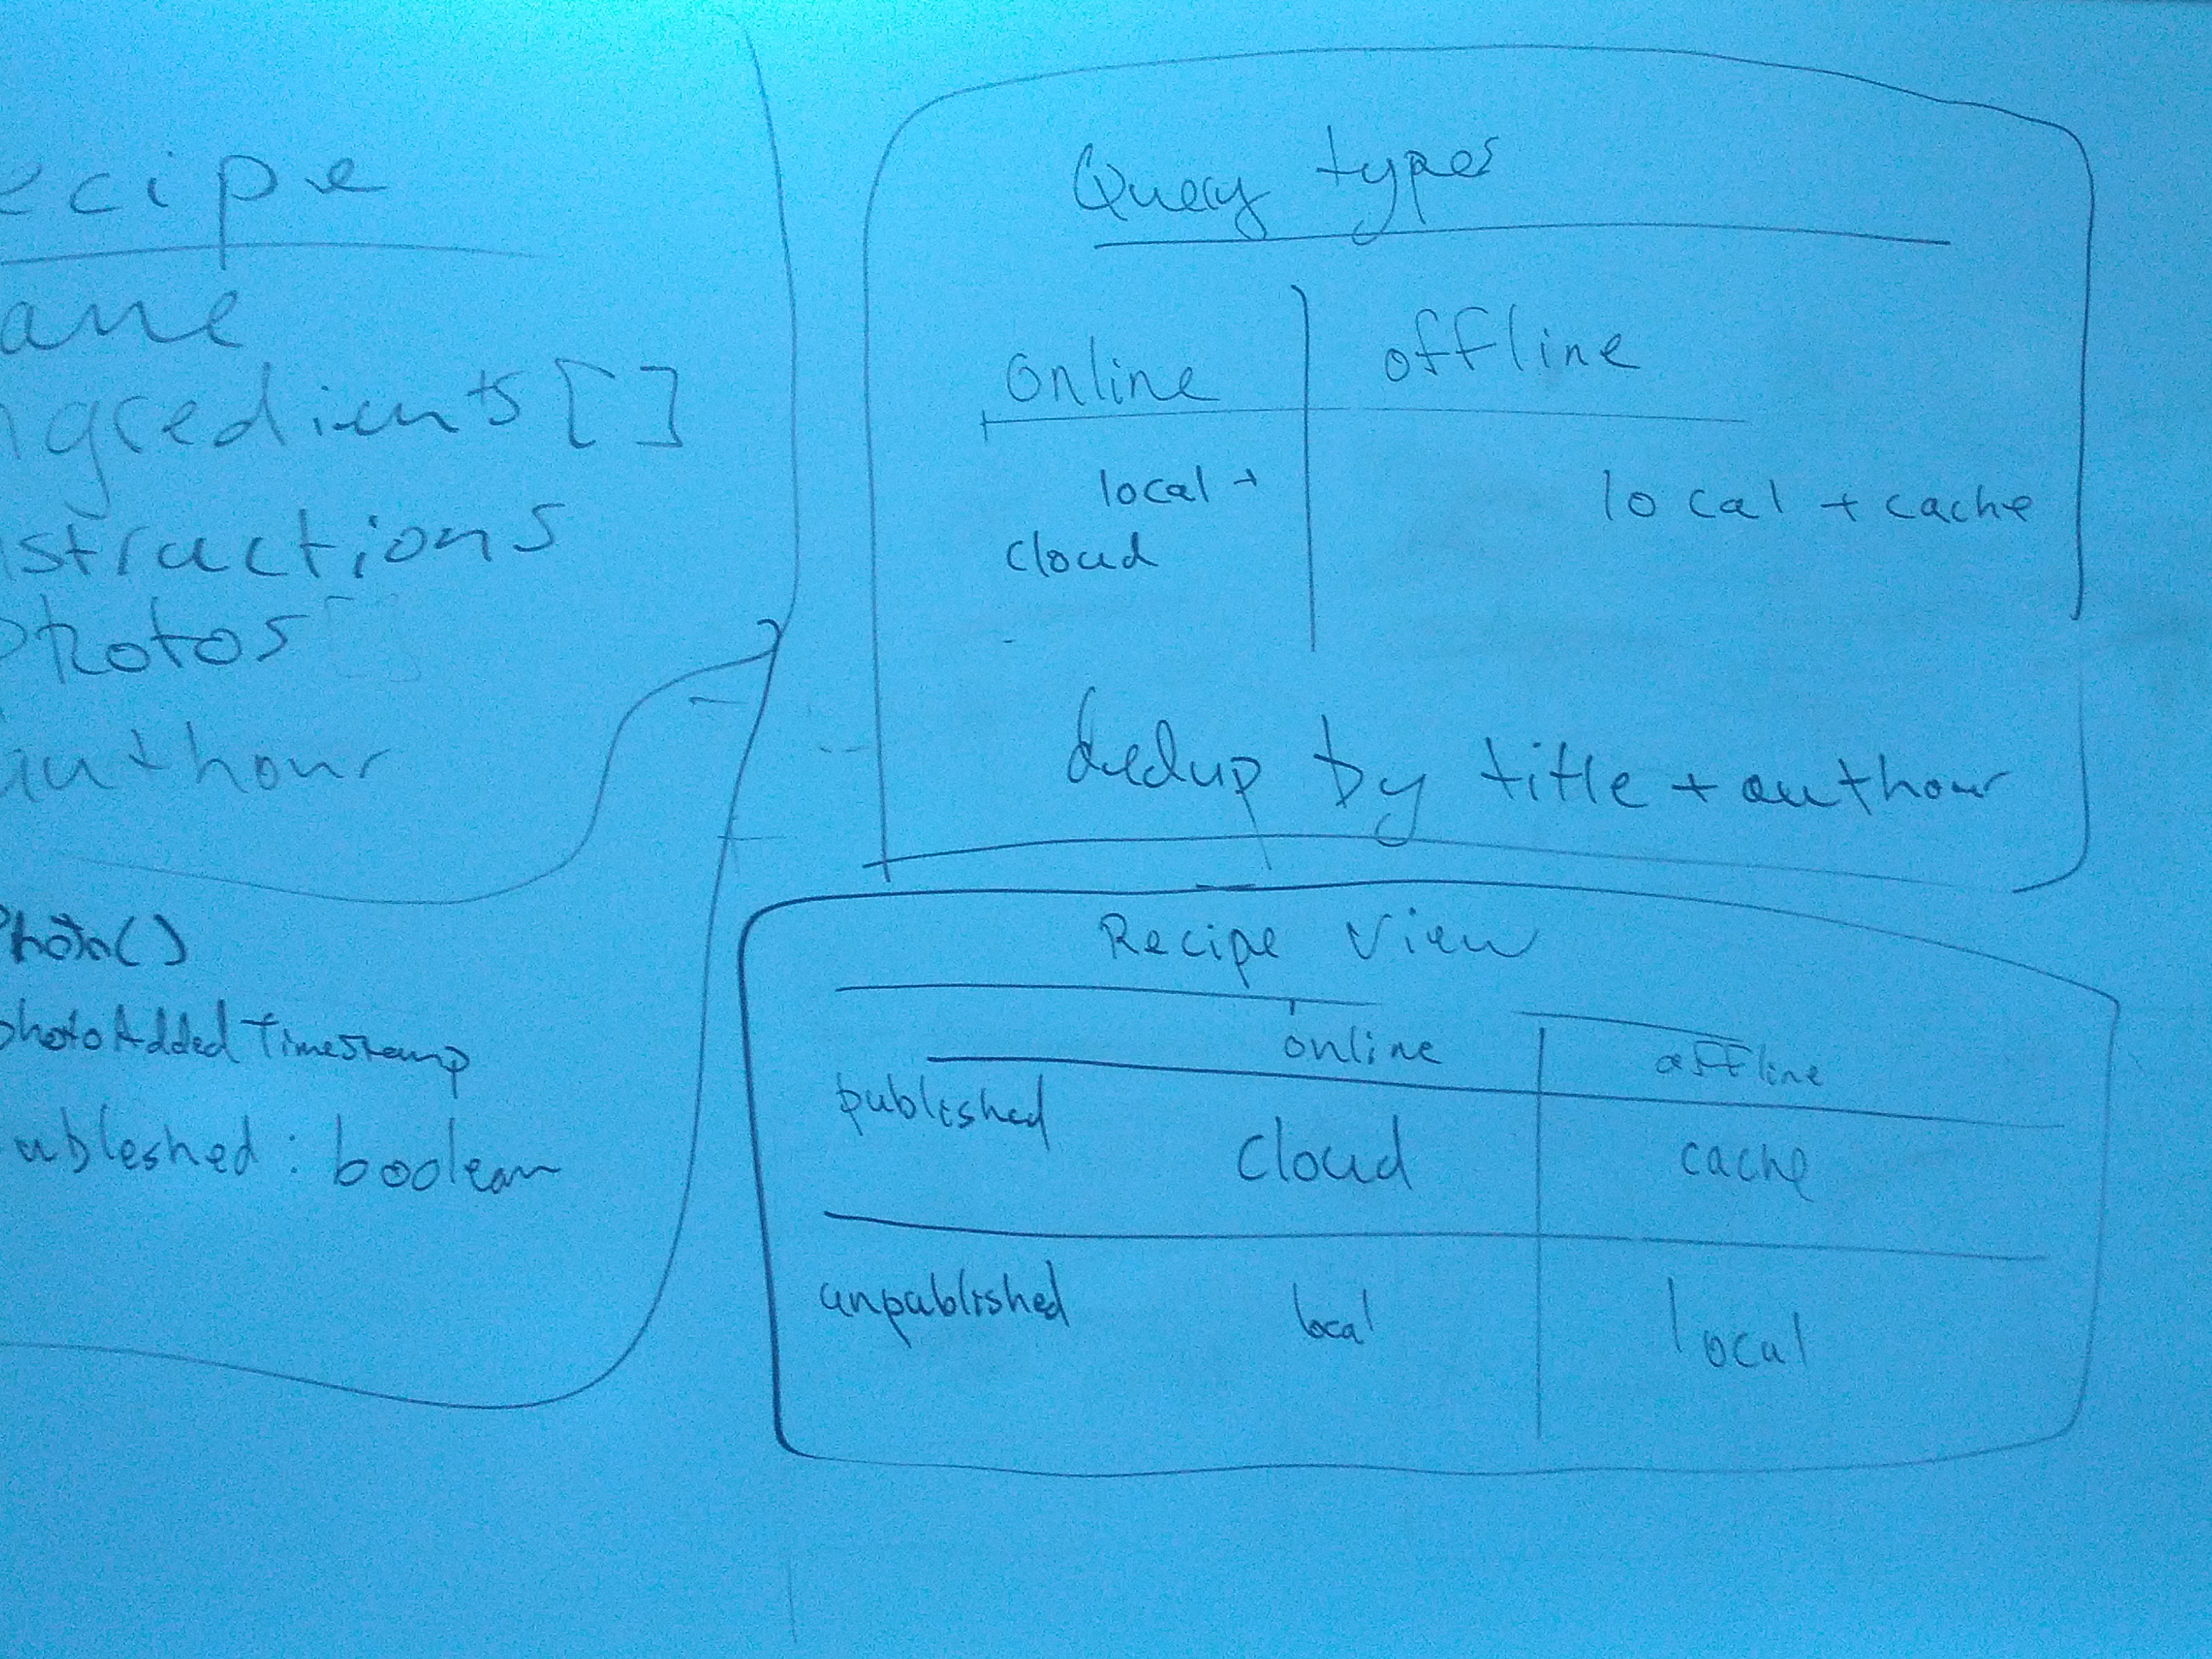 ecipe
ame
ngredients[]
structions
Photos[]
authour
Photo()
photoAddedTimestamp
ublished: boolean
Query types
online
offline
local +
cloud
local + cache
dedup by title + authour
Recipe View
online
offline
published
cloud
cache
unpublished
local
local